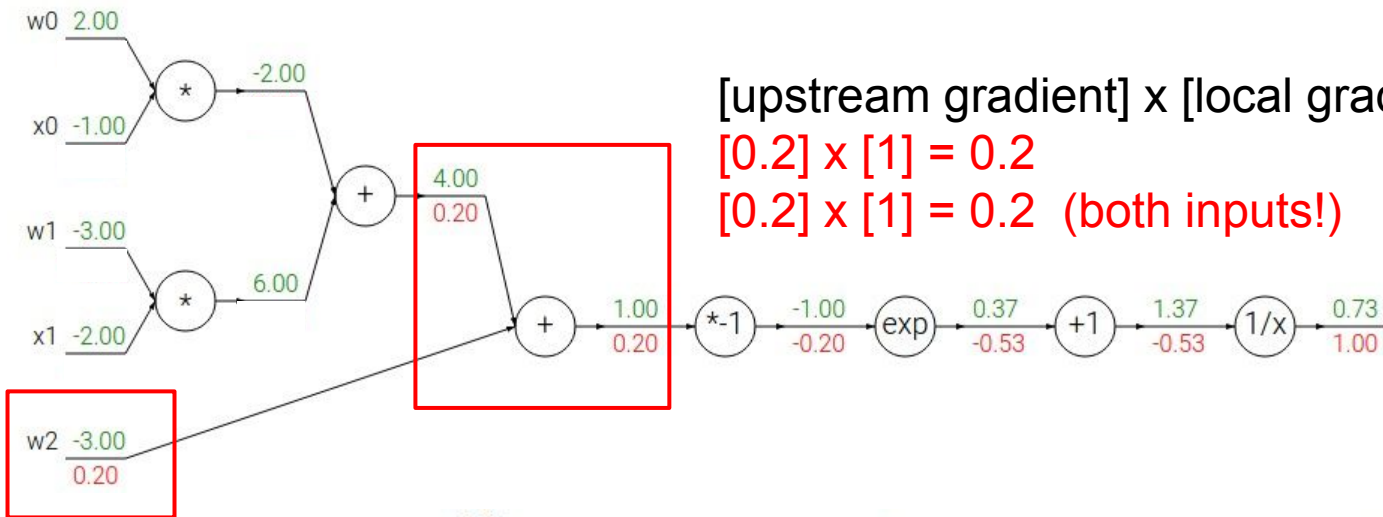 w0 2.00
-2.00
*
x0 -1.00
[upstream gradient] x [local grad
[0.2] x [1] = 0.2
[0.2] x [1] = 0.2 (both inputs!)
4.00
+
0.20
w1 -3.00
6.00
*
x1 -2.00
+ 1.00 *-1 -1.00 exp 0.37 +1 1.37 1/x 0.73
0.20 -0.20 -0.53 -0.53 1.00
w2 -3.00
0.20